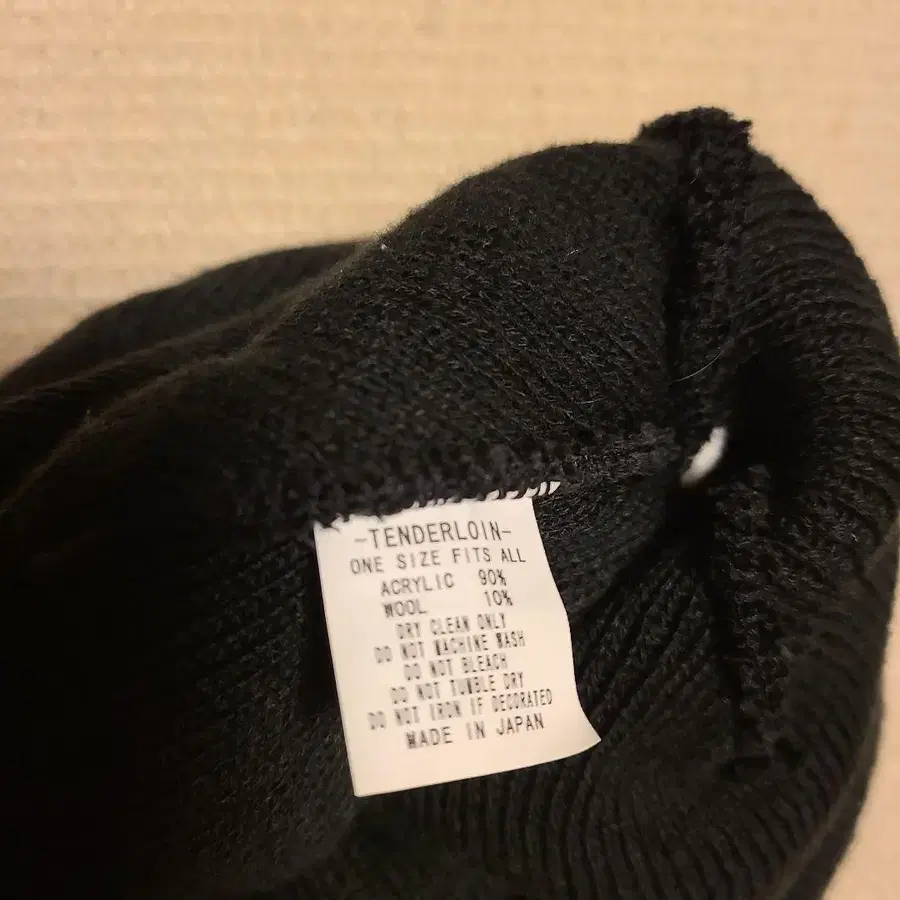 -TENDERLOIN-
ONE SIZE FITS ALL
ACRYLIC 90%
WOOL 10%
DRY CLEAN ONLY
DO NOT MACHINE WASH
DO NOT BLEACH
DO NOT TUMBLE DRY
DO NOT IRON IF DECORATED
MADE IN JAPAN